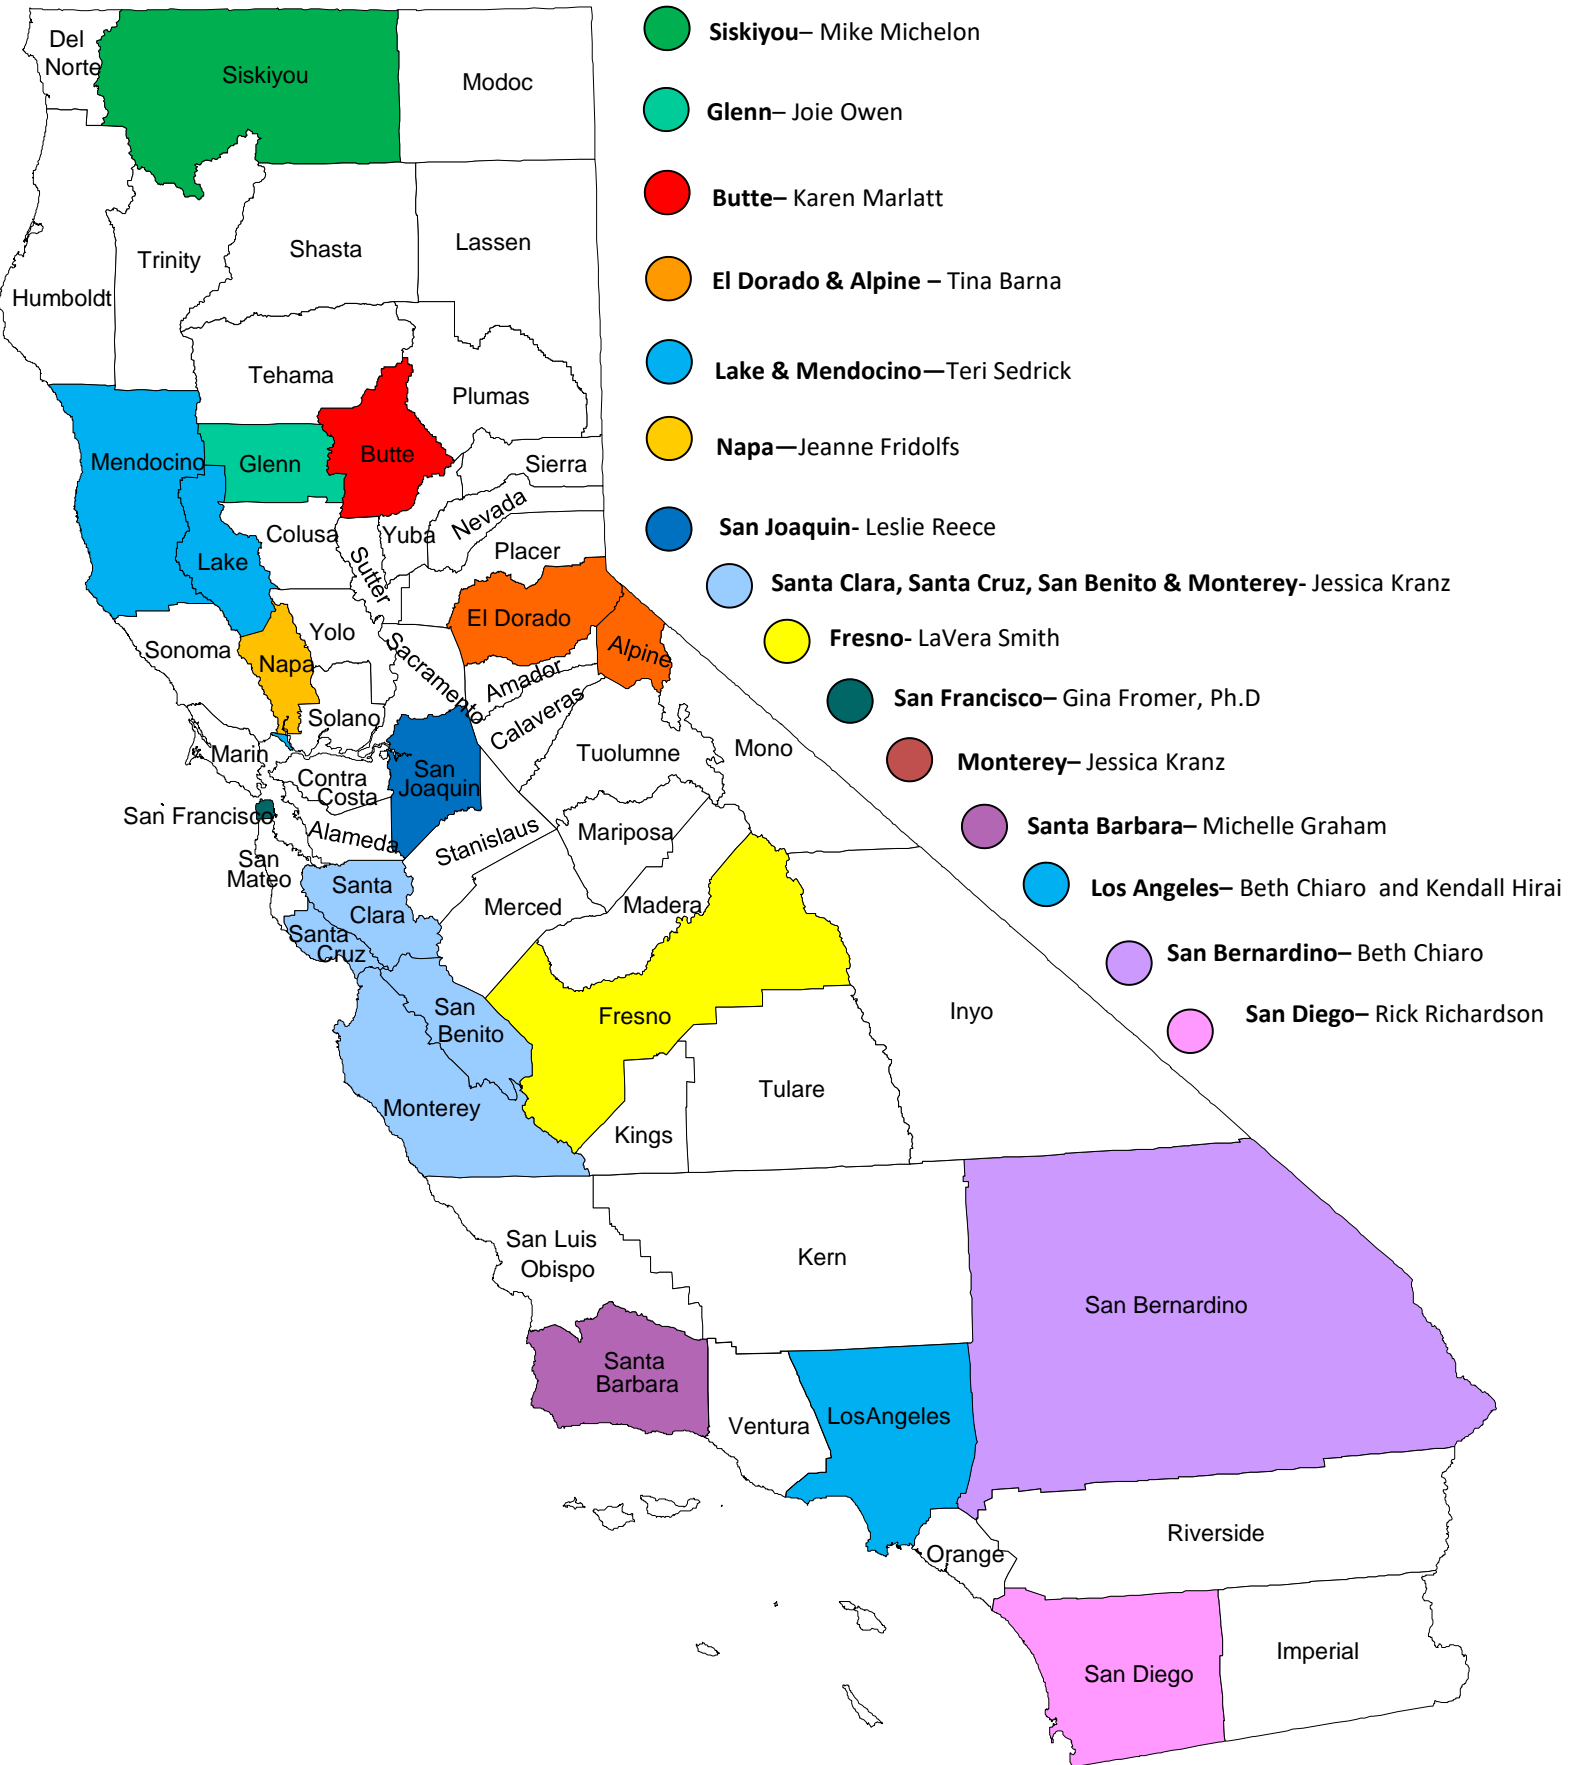 Siskiyou– Mike Michelon
Glenn– Joie Owen
Butte– Karen Marlatt
El Dorado & Alpine – Tina Barna
Lake & Mendocino—Teri Sedrick
Napa—Jeanne Fridolfs
San Joaquin- Leslie Reece
Santa Clara, Santa Cruz, San Benito & Monterey- Jessica Kranz
Fresno- LaVera Smith
San Francisco– Gina Fromer, Ph.D
Monterey– Jessica Kranz
Santa Barbara– Michelle Graham
Los Angeles– Beth Chiaro and Kendall Hirai
San Bernardino– Beth Chiaro
San Diego– Rick Richardson
Del
Norte
Siskiyou
Modoc
Humboldt
Trinity
Shasta
Lassen
Tehama
Plumas
Mendocino
Glenn
Butte
Sierra
Colusa
Sutter
Yuba
Nevada
Placer
Lake
Sonoma
Napa
Yolo
Sacramento
El Dorado
Alpine
Amador
Calaveras
Solano
Marin
Contra
Costa
San
Joaquin
Tuolumne
Mono
San Francisco
Alameda
Stanislaus
Mariposa
San
Mateo
Santa
Clara
Merced
Madera
Santa
Cruz
San
Benito
Fresno
Inyo
Monterey
Kings
Tulare
San Luis
Obispo
Kern
San Bernardino
Santa
Barbara
Ventura
LosAngeles
Orange
Riverside
San Diego
Imperial